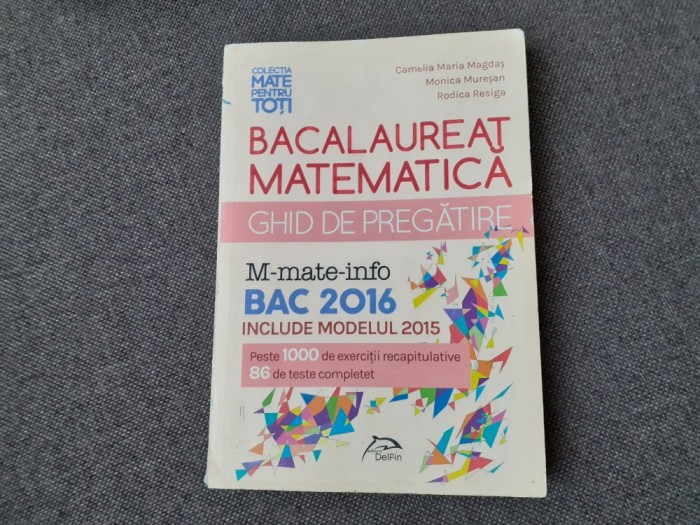 COLECȚIA
MATE
PENTRU
TOȚI
Camelia Maria Magdaș
Monica Mureșan
Rodica Resiga
BACALAUREAT
MATEMATICĂ
GHID DE PREGĂTIRE
M-mate-info
BAC 2016
INCLUDE MODELUL 2015
Peste 1000 de exerciții recapitulative
86 de teste completet
DelFin